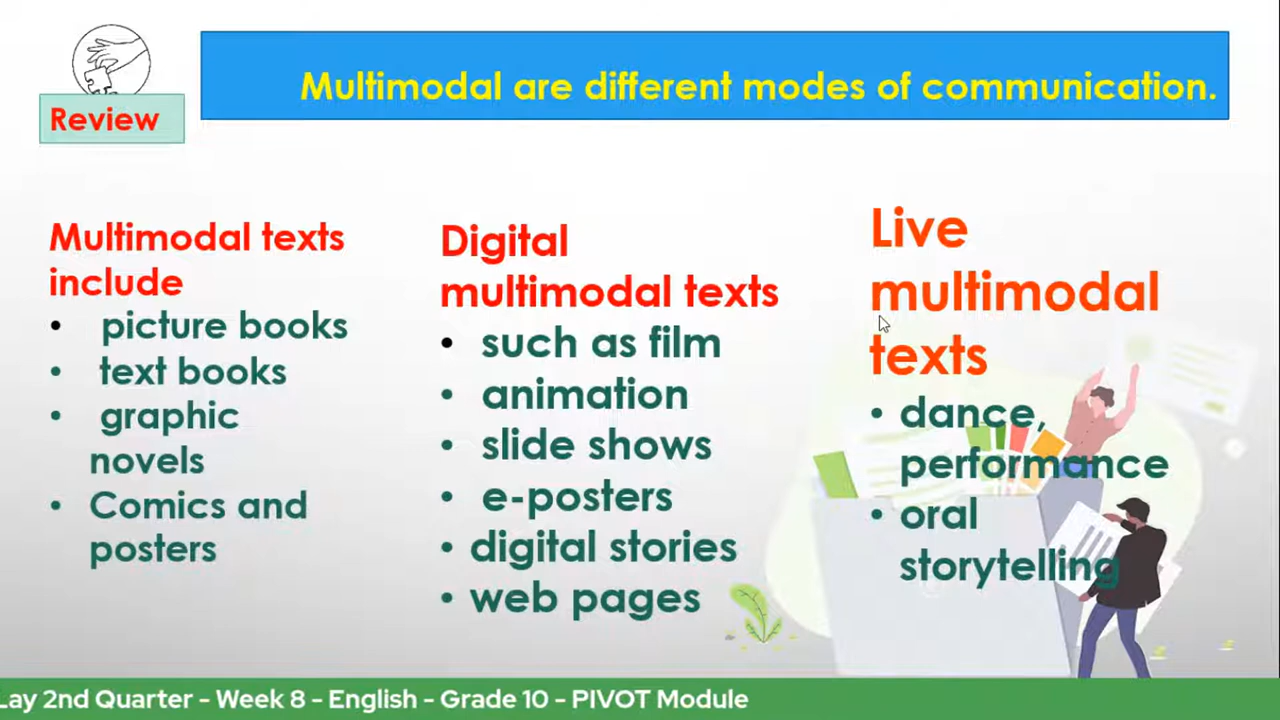 Multimodal are different modes of communication.
Review
Multimodal texts
include
• picture books
• text books
• graphic
novels
• Comics and
posters
Digital
multimodal texts
• such as film
• animation
• slide shows
• e-posters
• digital stories
• web pages
Live
multimodal
texts
• dance,
performance
• oral
storytelling
Lay 2nd Quarter - Week 8 - English - Grade 10 - PIVOT Module